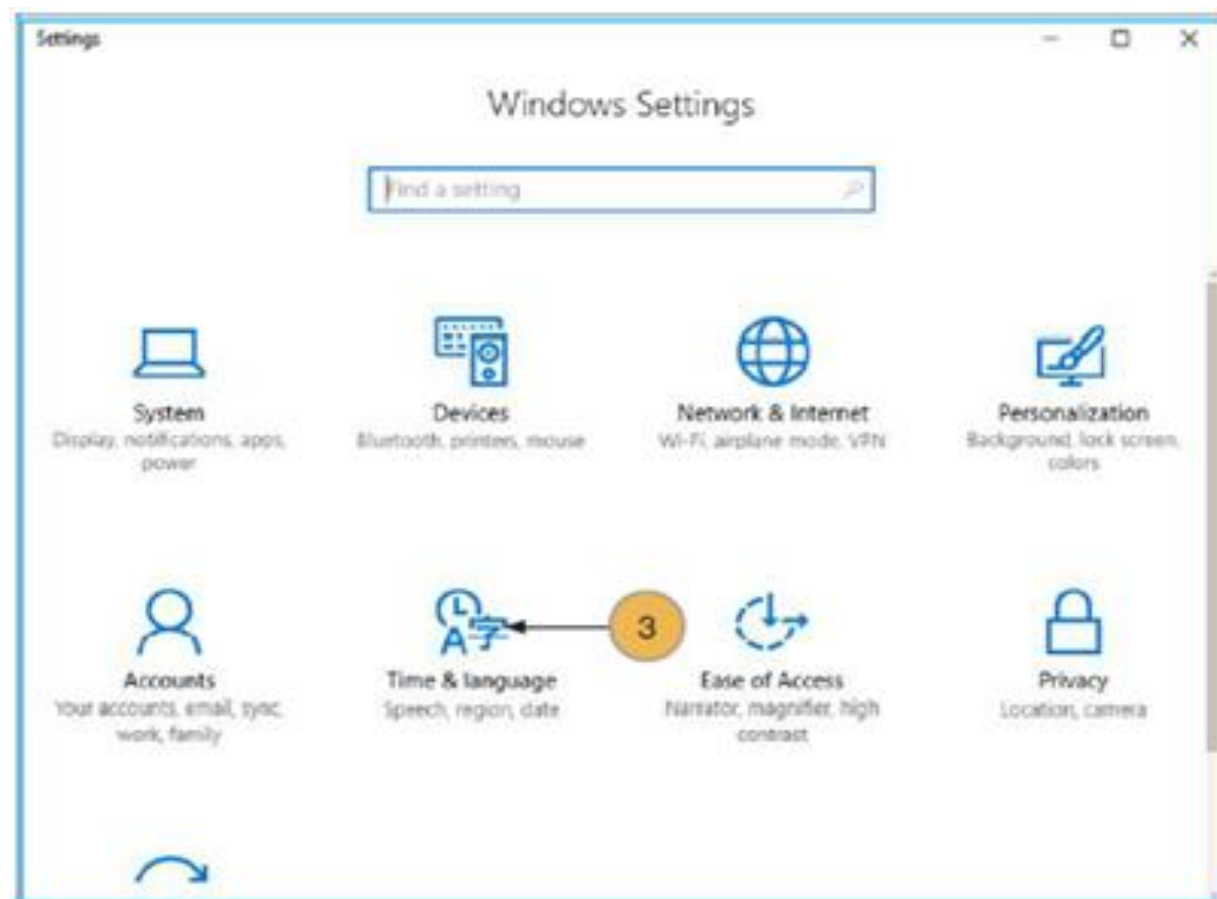 Settings
Windows Settings
Find a setting
System
Display, notifications, apps,
power
Devices
Bluetooth, printers, mouse
Network & Internet
Wi-Fi, airplane mode, VPN
Personalization
Background, lock screen,
colors
Accounts
Your accounts, email, sync,
work, family
A字
3
Time & language
Speech, region, date
Ease of Access
Narrator, magnifier, high
contrast
Privacy
Location, camera